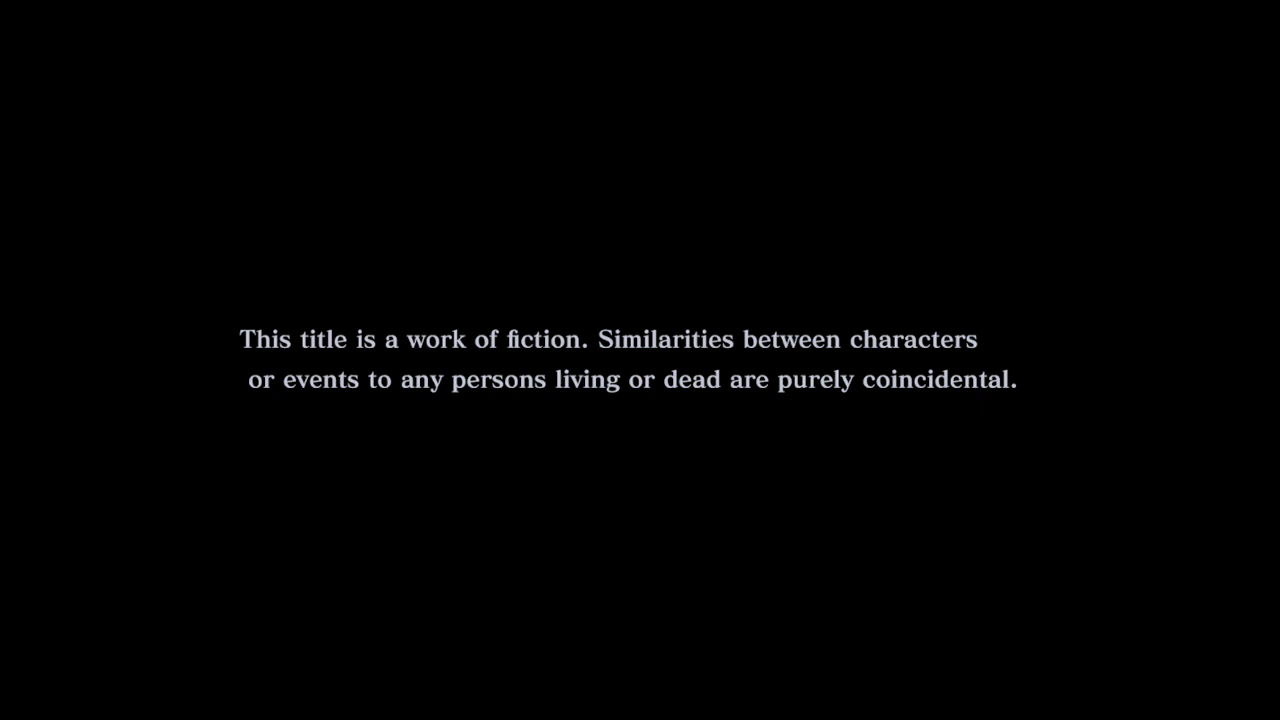 This title is a work of fiction. Similarities between characters
or events to any persons living or dead are purely coincidental.